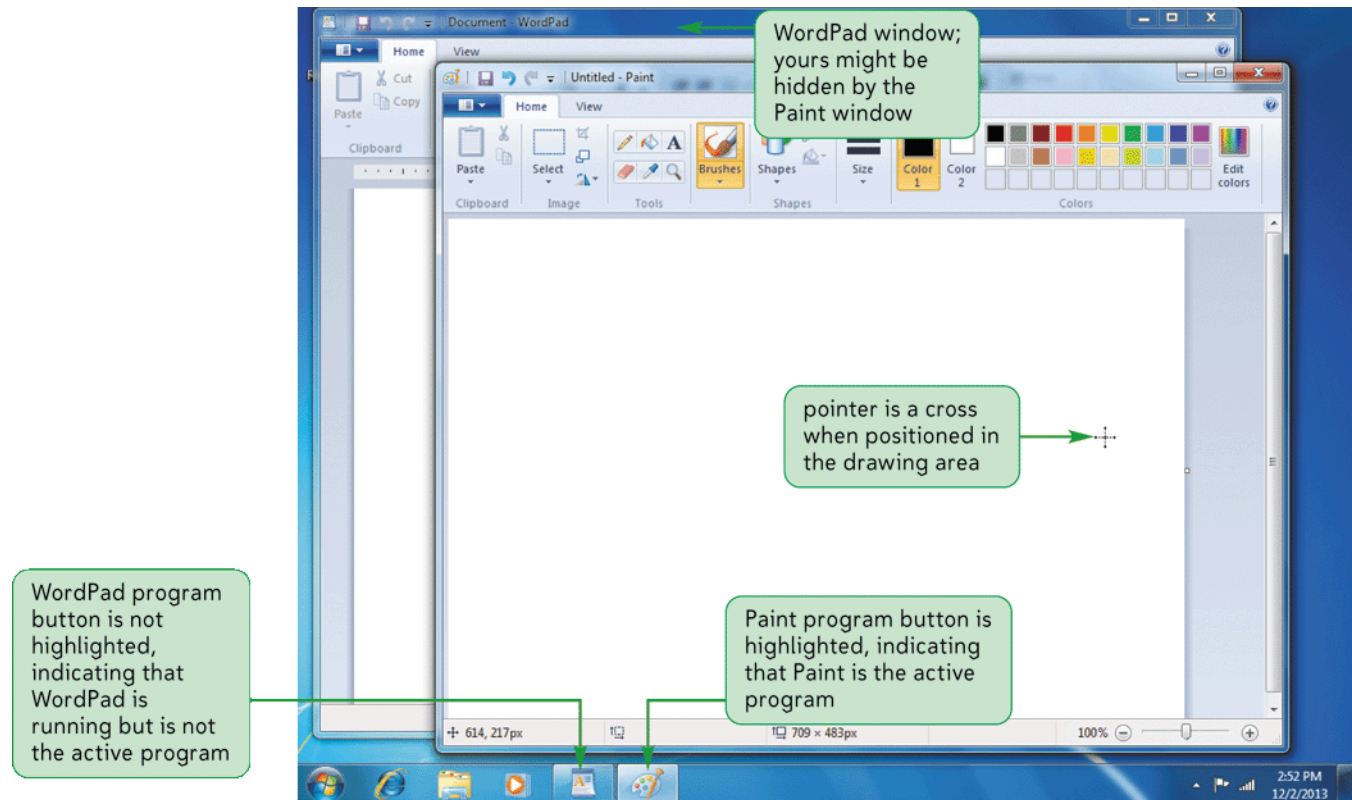 Document - WordPad
WordPad window;
yours might be
hidden by the
Paint window
Home View
Cut
Copy
Paste
Clipboard
Untitled - Paint
Home View
Paste
Select
Brushes
Shapes
Size
Color
1
Color
2
Edit
colors
Clipboard Image Tools Shapes Colors
pointer is a cross
when positioned in
the drawing area
WordPad program
button is not
highlighted,
indicating that
WordPad is
running but is not
the active program
Paint program button is
highlighted, indicating
that Paint is the active
program
614, 217px
709 × 483px
100%
2:52 PM
12/2/2013